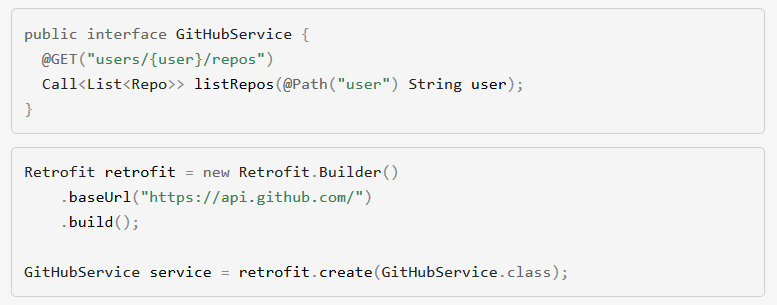 public interface GitHubService {
  @GET("users/{user}/repos")
  Call<List<Repo>> listRepos(@Path("user") String user);
}
Retrofit retrofit = new Retrofit.Builder()
    .baseUrl("https://api.github.com/")
    .build();
GitHubService service = retrofit.create(GitHubService.class);